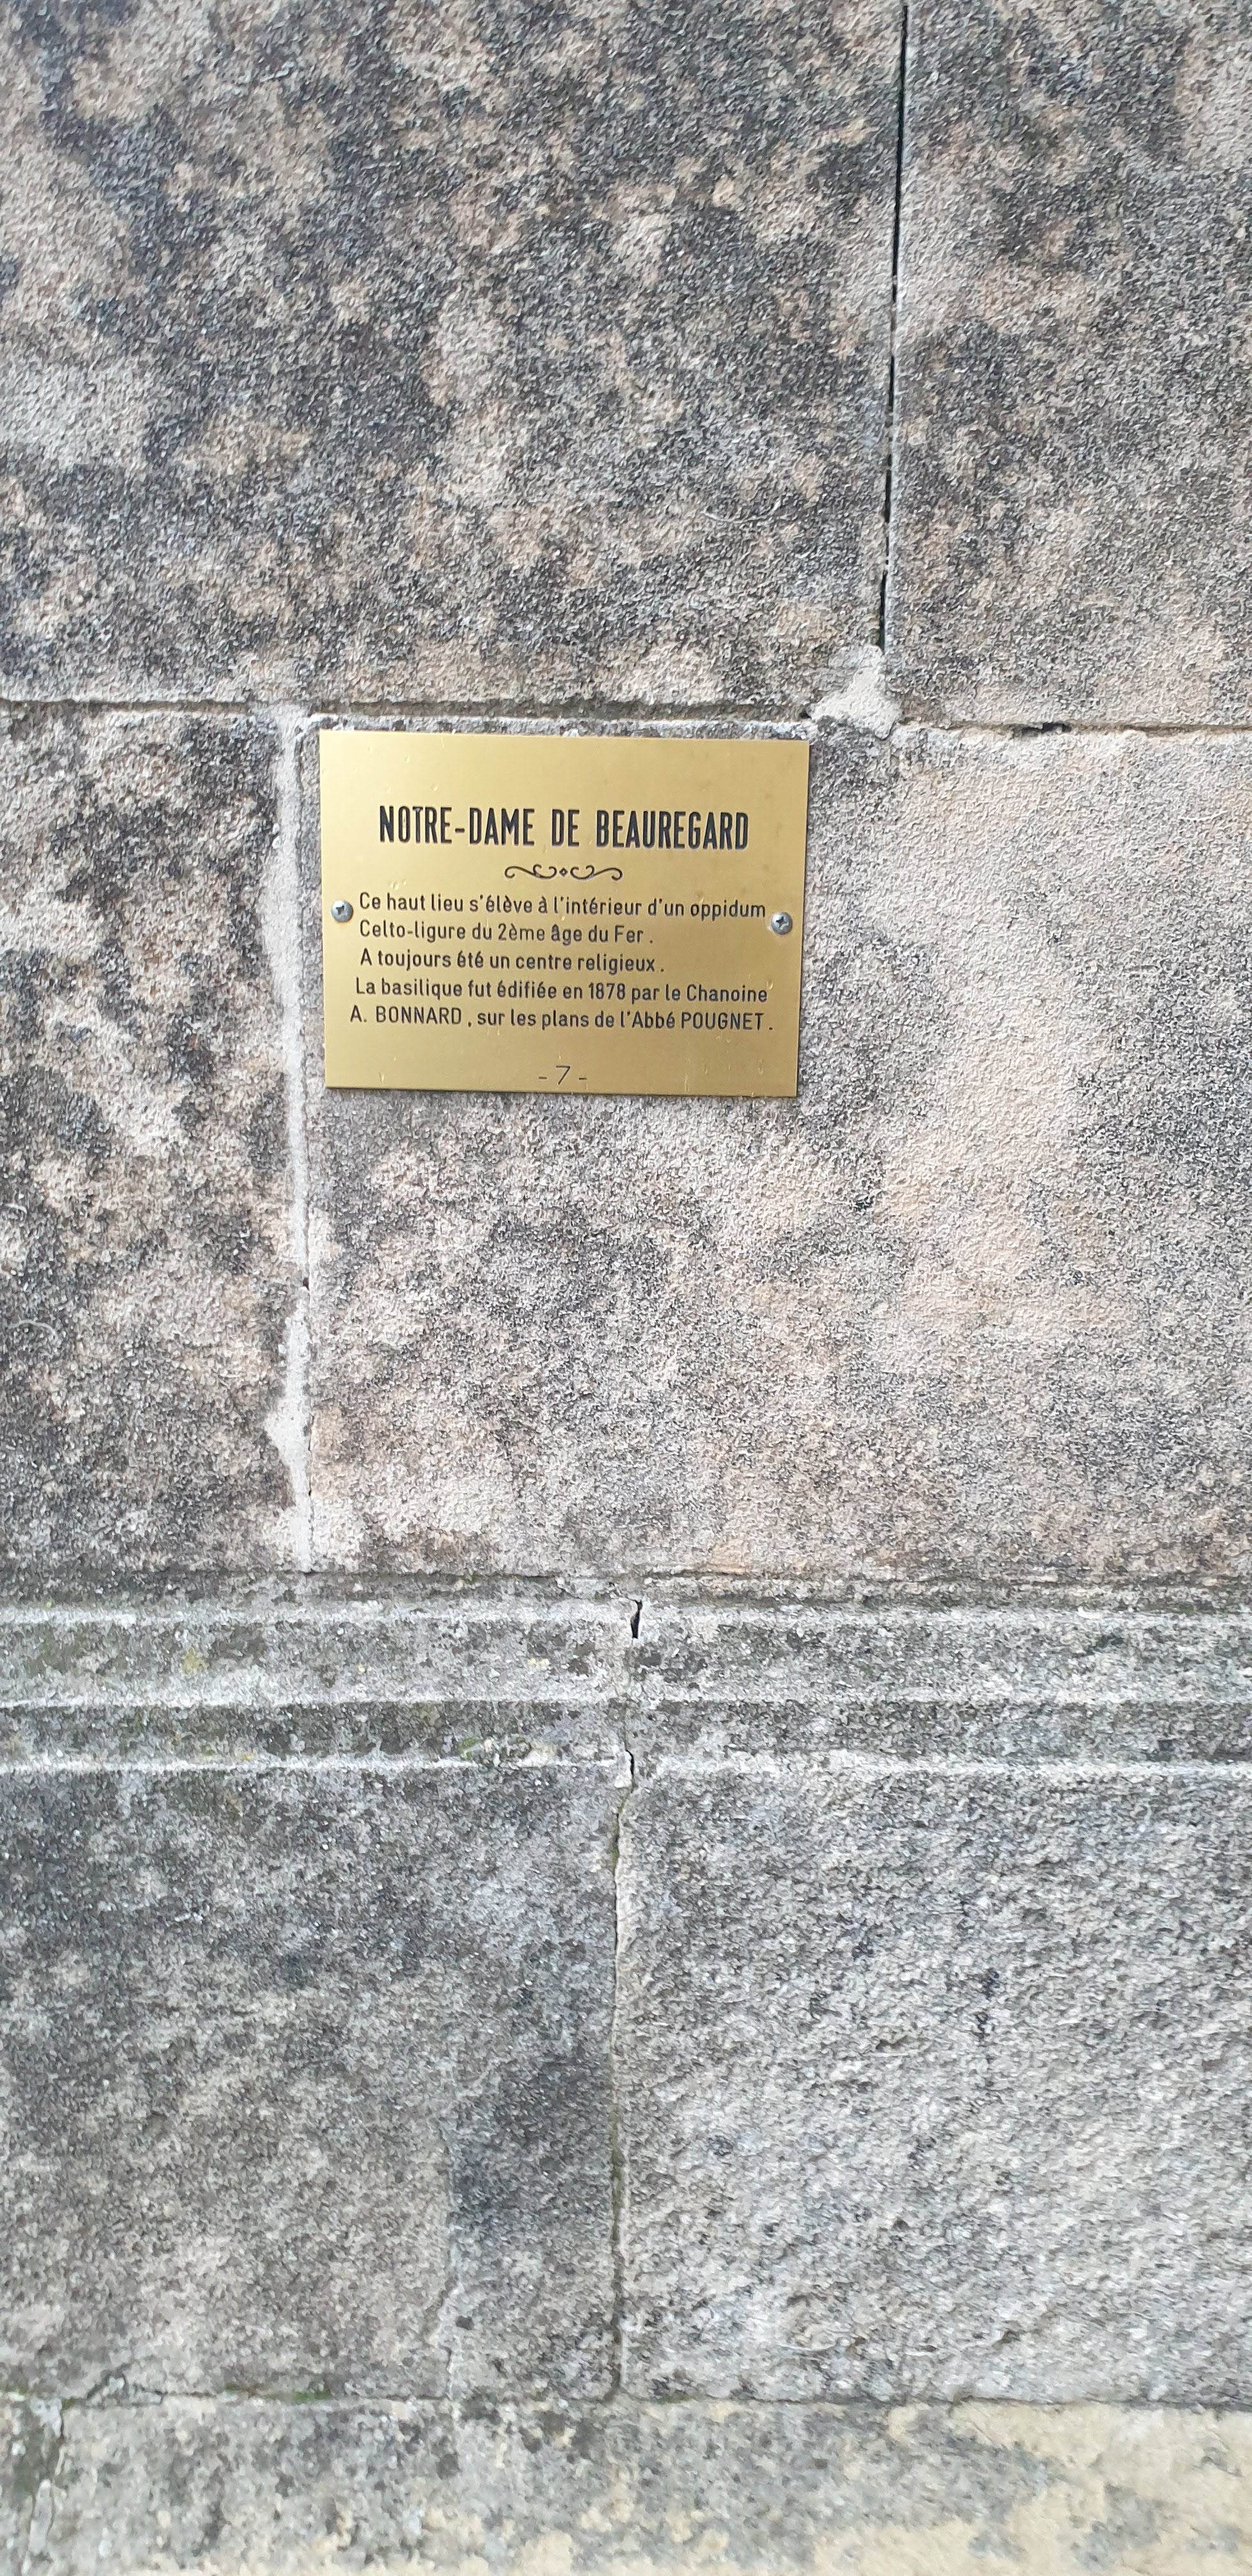 NOTRE-DAME DE BEAUREGARD
Ce haut lieu s'élève à l'intérieur d'un oppidum
Celto-ligure du 2ème âge du Fer.
A toujours été un centre religieux.
La basilique fut édifiée en 1878 par le Chanoine
A. BONNARD, sur les plans de l'Abbé POUGNET.
-7-